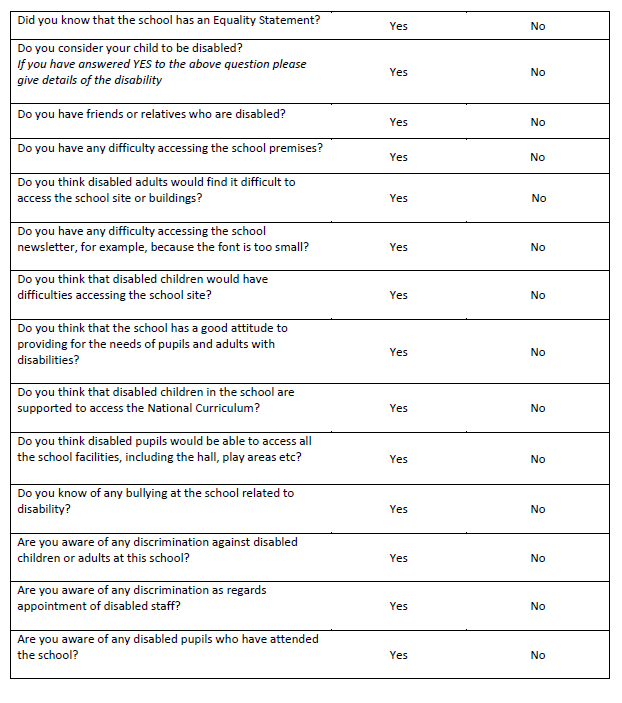 Did you know that the school has an Equality Statement? Yes No
Do you consider your child to be disabled?
If you have answered YES to the above question please Yes No
give details of the disability
Do you have friends or relatives who are disabled? Yes No
Do you have any difficulty accessing the school premises? Yes No
Do you think disabled adults would find it difficult to
access the school site or buildings? Yes No
Do you have any difficulty accessing the school
newsletter, for example, because the font is too small? Yes No
Do you think that disabled children would have
difficulties accessing the school site? Yes No
Do you think that the school has a good attitude to
providing for the needs of pupils and adults with Yes No
disabilities?
Do you think that disabled children in the school are
supported to access the National Curriculum? Yes No
Do you think disabled pupils would be able to access all
the school facilities, including the hall, play areas etc? Yes No
Do you know of any bullying at the school related to
disability? Yes No
Are you aware of any discrimination against disabled
children or adults at this school? Yes No
Are you aware of any discrimination as regards
appointment of disabled staff? Yes No
Are you aware of any disabled pupils who have attended
the school? Yes No